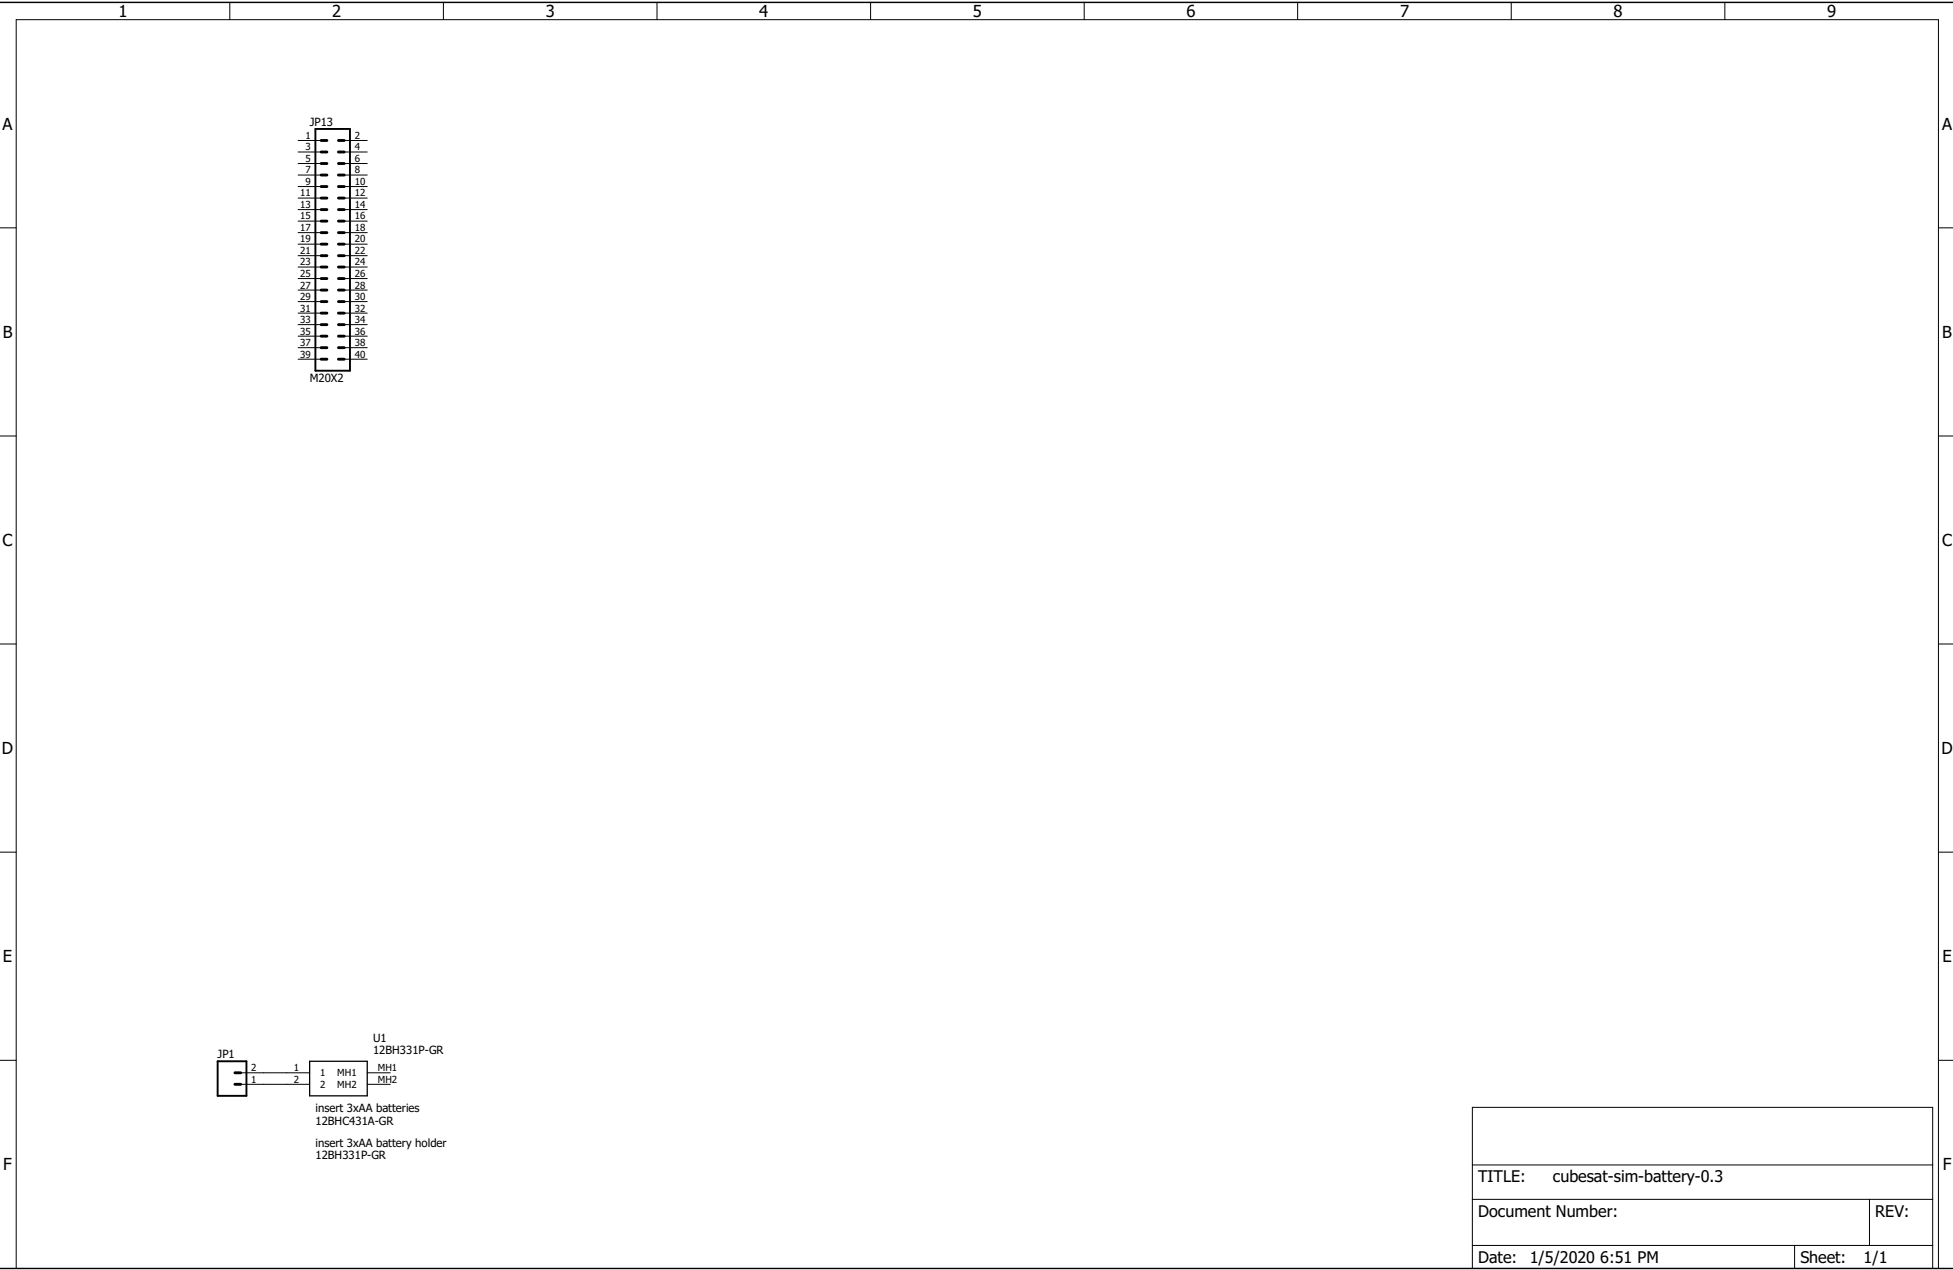 1 2 3 4 5 6 7 8 9
A A
JP13
1 2
3 4
5 6
7 8
9 10
11 12
13 14
15 16
17 18
19 20
21 22
23 24
25 26
27 28
29 30
31 32
33 34
35 36
37 38
39 40
M20X2
B B
C C
D D
E E
U1
12BH331P-GR
JP1
2 1 1 MH1 MH1
1 2 2 MH2 MH2
insert 3xAA batteries
12BHC431A-GR
insert 3xAA battery holder
12BH331P-GR
F F
TITLE: cubesat-sim-battery-0.3
Document Number: REV:
Date: 1/5/2020 6:51 PM Sheet: 1/1